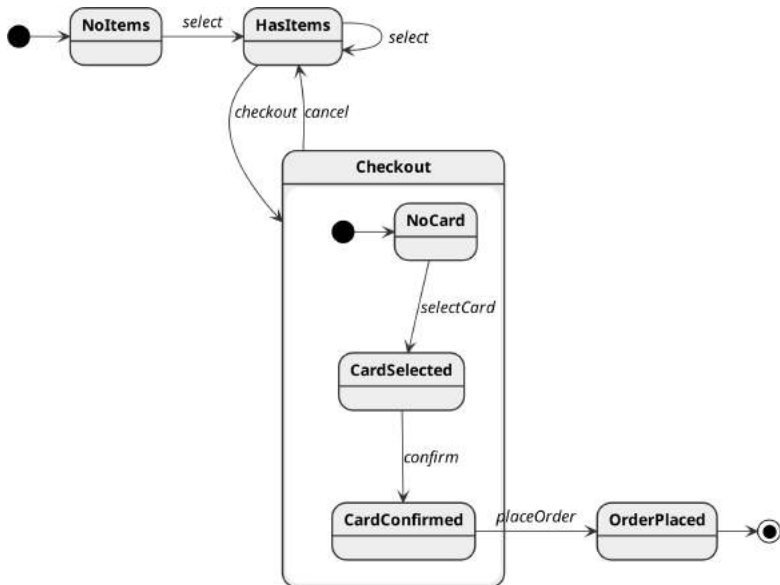 NoItems
select
HasItems
select
checkout
cancel
Checkout
NoCard
selectCard
CardSelected
confirm
CardConfirmed
placeOrder
OrderPlaced